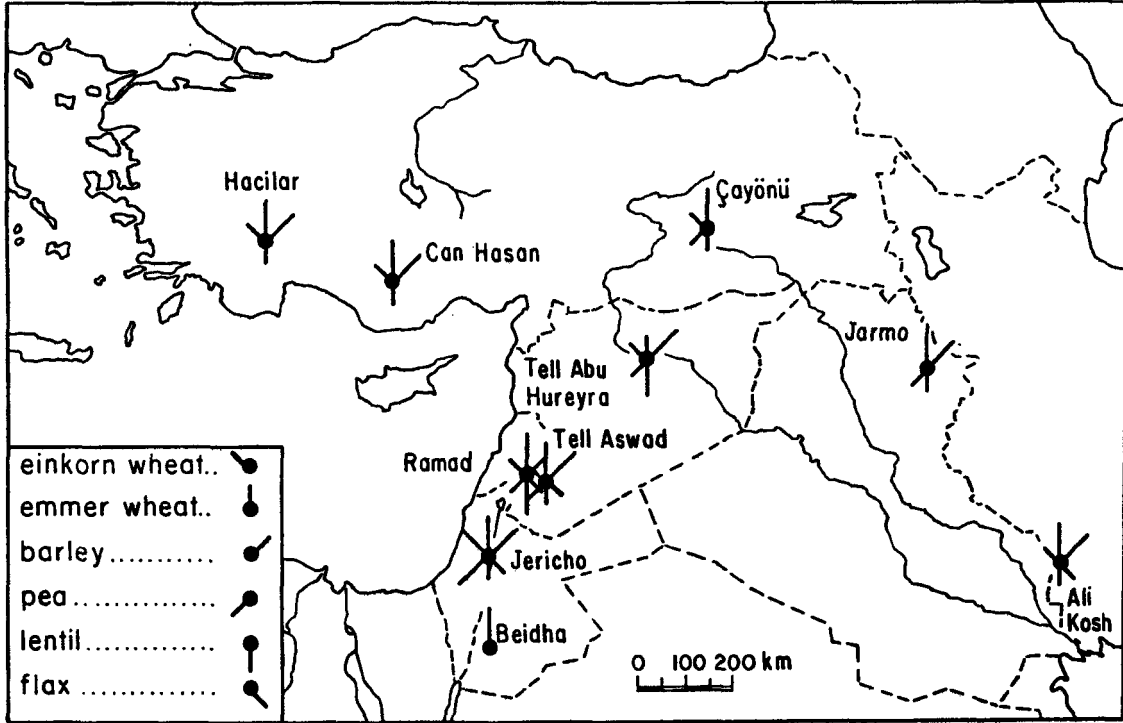 Hacilar
Can Hasan
Çayönü
Jarmo
Tell Abu
Hureyra
Tell Aswad
Ramad
Jericho
Beidha
Ali
Kosh
einkorn wheat..
emmer wheat..
barley...........
pea..............
lentil............
flax ............
0 100 200 km